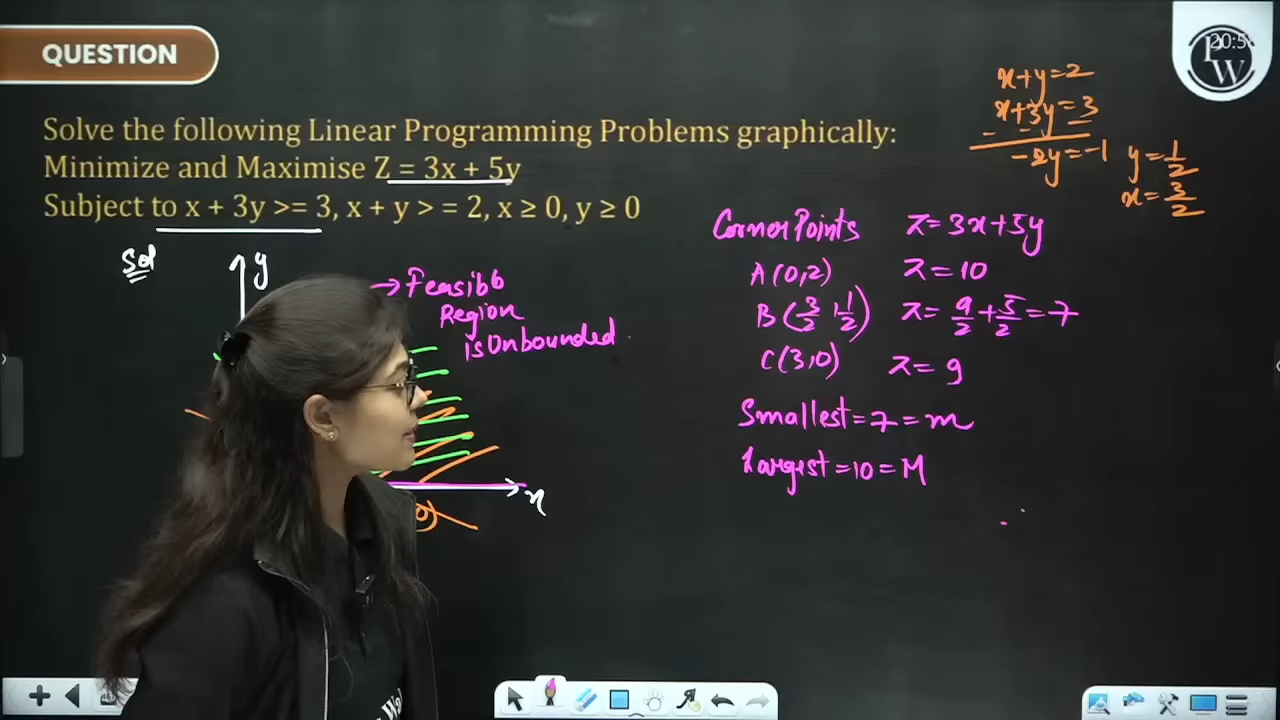 QUESTION
20:5
PW
Solve the following Linear Programming Problems graphically:
Minimize and Maximise Z = 3x + 5y
Subject to x + 3y >= 3, x + y > = 2, x ≥ 0, y ≥ 0
x+y=2
x+3y=3
- - -
-2y=-1
y=1/2
x=3/2
Sol
y
→ Feasible
Region
is Unbounded
x
Corner Points Z=3x+5y
A(0,2) Z=10
B(3/2,1/2) Z=9/2+5/2=7
C(3,0) Z=9
Smallest=7=m
Largest=10=M